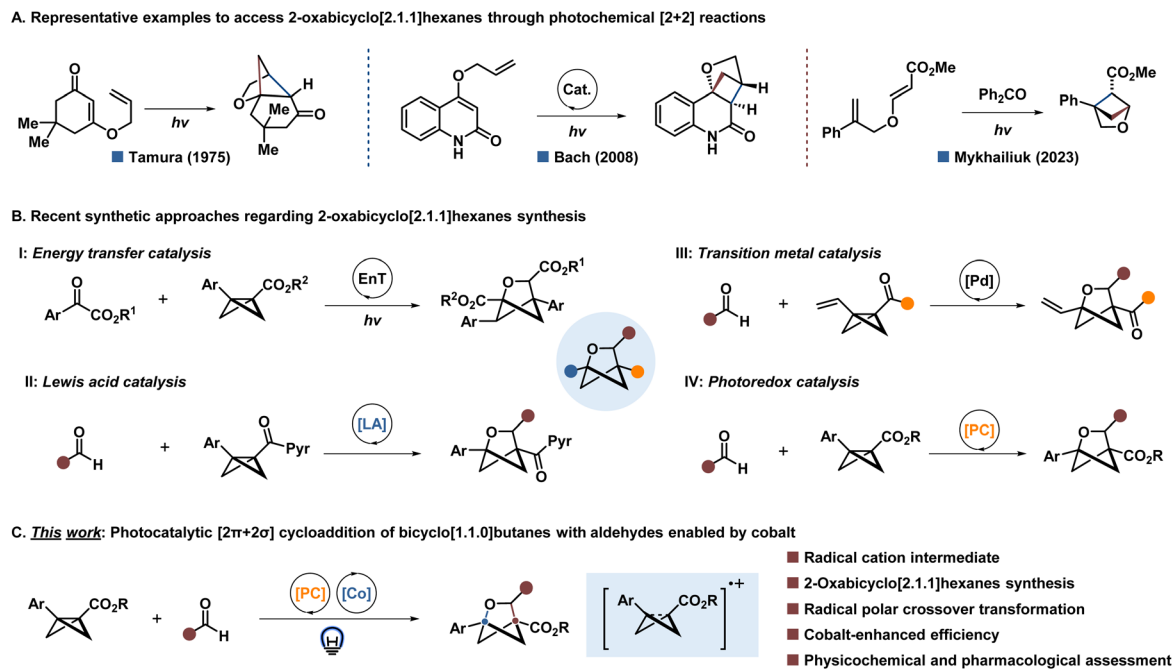 A. Representative examples to access 2-oxabicyclo[2.1.1]hexanes through photochemical [2+2] reactions
O
Me
Me
O
hv
O
H
Me
Me
O
Tamura (1975)
O
N
H
O
Cat.
hv
O
H
H
N
H
O
Bach (2008)
CO₂Me
Ph
O
Ph₂CO
hv
CO₂Me
Ph
O
Mykhailiuk (2023)
B. Recent synthetic approaches regarding 2-oxabicyclo[2.1.1]hexanes synthesis
I: Energy transfer catalysis
O
Ar
CO₂R¹
+
Ar
CO₂R²
EnT
hv
CO₂R¹
O
R²O₂C
Ar
Ar
III: Transition metal catalysis
O
H
+
O
[Pd]
O
O
O
II: Lewis acid catalysis
O
H
+
Ar
O
Pyr
[LA]
O
Ar
Pyr
O
IV: Photoredox catalysis
O
H
+
Ar
CO₂R
[PC]
O
Ar
CO₂R
C. This work: Photocatalytic [2π+2σ] cycloaddition of bicyclo[1.1.0]butanes with aldehydes enabled by cobalt
Ar
CO₂R
+
O
H
[PC]
[Co]
O
Ar
CO₂R
Ar
CO₂R
•+
Radical cation intermediate
2-Oxabicyclo[2.1.1]hexanes synthesis
Radical polar crossover transformation
Cobalt-enhanced efficiency
Physicochemical and pharmacological assessment